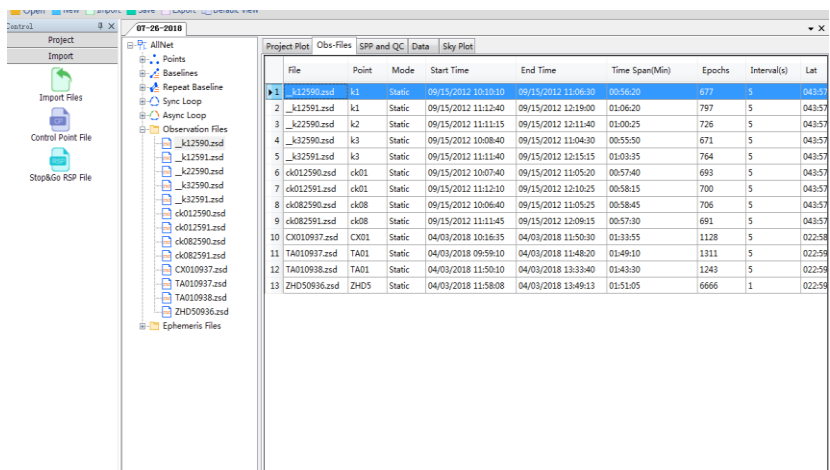 Open New Import Save Export Default View
Control
Project
Import
Import Files
CP
Control Point File
RSP
Stop&Go RSP File
07-26-2018
AllNet
Points
Baselines
Repeat Baseline
Sync Loop
Async Loop
Observation Files
__k12590.zsd
__k12591.zsd
__k22590.zsd
__k32590.zsd
__k32591.zsd
ck012590.zsd
ck012591.zsd
ck082590.zsd
ck082591.zsd
CX010937.zsd
TA010937.zsd
TA010938.zsd
ZHD50936.zsd
Ephemeris Files
Project Plot Obs-Files SPP and QC Data Sky Plot
File Point Mode Start Time End Time Time Span(Min) Epochs Interval(s) Lat
1 __k12590.zsd k1 Static 09/15/2012 10:10:10 09/15/2012 11:06:30 00:56:20 677 5 043:57
2 __k12591.zsd k1 Static 09/15/2012 11:12:40 09/15/2012 12:19:00 01:06:20 797 5 043:57
3 __k22590.zsd k2 Static 09/15/2012 11:11:15 09/15/2012 12:11:40 01:00:25 726 5 043:57
4 __k32590.zsd k3 Static 09/15/2012 10:08:40 09/15/2012 11:04:30 00:55:50 671 5 043:57
5 __k32591.zsd k3 Static 09/15/2012 11:11:40 09/15/2012 12:15:15 01:03:35 764 5 043:57
6 ck012590.zsd ck01 Static 09/15/2012 10:07:40 09/15/2012 11:05:20 00:57:40 693 5 043:57
7 ck012591.zsd ck01 Static 09/15/2012 11:12:10 09/15/2012 12:10:25 00:58:15 700 5 043:57
8 ck082590.zsd ck08 Static 09/15/2012 10:06:40 09/15/2012 11:05:25 00:58:45 706 5 043:57
9 ck082591.zsd ck08 Static 09/15/2012 11:11:45 09/15/2012 12:09:15 00:57:30 691 5 043:57
10 CX010937.zsd CX01 Static 04/03/2018 10:16:35 04/03/2018 11:50:30 01:33:55 1128 5 022:58
11 TA010937.zsd TA01 Static 04/03/2018 09:59:10 04/03/2018 11:48:20 01:49:10 1311 5 022:59
12 TA010938.zsd TA01 Static 04/03/2018 11:50:10 04/03/2018 13:33:40 01:43:30 1243 5 022:59
13 ZHD50936.zsd ZHD5 Static 04/03/2018 11:58:08 04/03/2018 13:49:13 01:51:05 6666 1 022:59